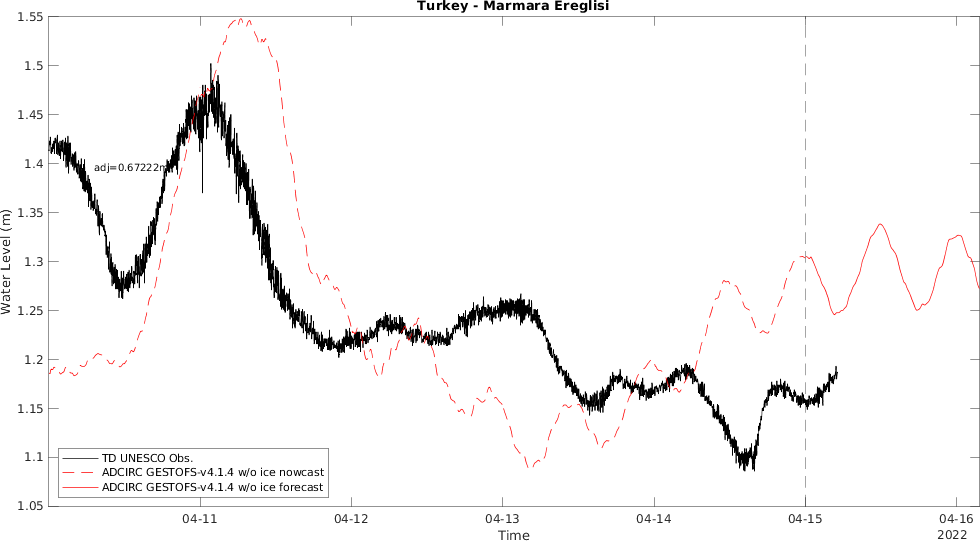 Turkey - Marmara Ereglisi
1.55
1.5
1.45
1.4
1.35
1.3
1.25
1.2
1.15
1.1
1.05
Water Level (m)
adj=0.67222m
TD UNESCO Obs.
ADCIRC GESTOFS-v4.1.4 w/o ice nowcast
ADCIRC GESTOFS-v4.1.4 w/o ice forecast
04-11 04-12 04-13 04-14 04-15 04-16
Time
2022